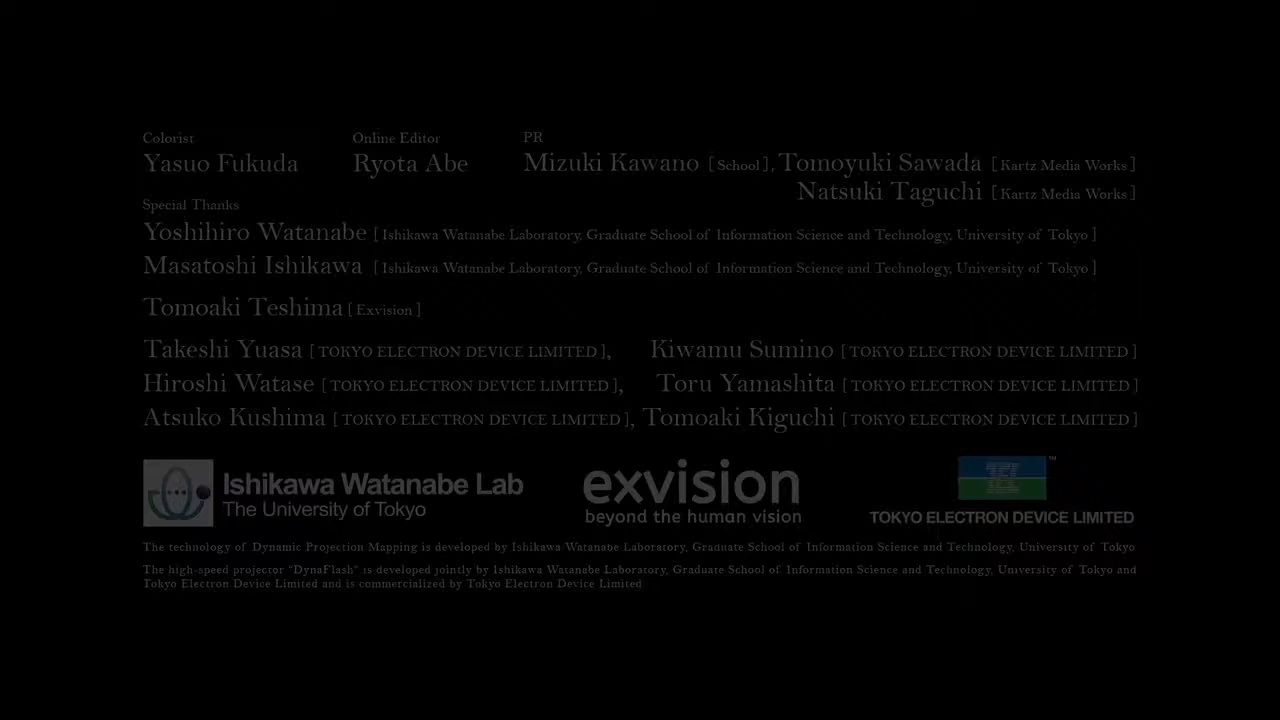 Colorist Online Editor PR
Yasuo Fukuda Ryota Abe Mizuki Kawano [ School ], Tomoyuki Sawada [ Kartz Media Works ]
Natsuki Taguchi [ Kartz Media Works ]
Special Thanks
Yoshihiro Watanabe [ Ishikawa Watanabe Laboratory, Graduate School of Information Science and Technology, University of Tokyo ]
Masatoshi Ishikawa [ Ishikawa Watanabe Laboratory, Graduate School of Information Science and Technology, University of Tokyo ]
Tomoaki Teshima [ Exvision ]
Takeshi Yuasa [ TOKYO ELECTRON DEVICE LIMITED ], Kiwamu Sumino [ TOKYO ELECTRON DEVICE LIMITED ]
Hiroshi Watase [ TOKYO ELECTRON DEVICE LIMITED ], Toru Yamashita [ TOKYO ELECTRON DEVICE LIMITED ]
Atsuko Kushima [ TOKYO ELECTRON DEVICE LIMITED ], Tomoaki Kiguchi [ TOKYO ELECTRON DEVICE LIMITED ]
Ishikawa Watanabe Lab
The University of Tokyo
exvision
beyond the human vision
TEL TM
TOKYO ELECTRON DEVICE LIMITED
The technology of Dynamic Projection Mapping is developed by Ishikawa Watanabe Laboratory, Graduate School of Information Science and Technology, University of Tokyo
The high-speed projector "DynaFlash" is developed jointly by Ishikawa Watanabe Laboratory, Graduate School of Information Science and Technology, University of Tokyo and
Tokyo Electron Device Limited and is commercialized by Tokyo Electron Device Limited